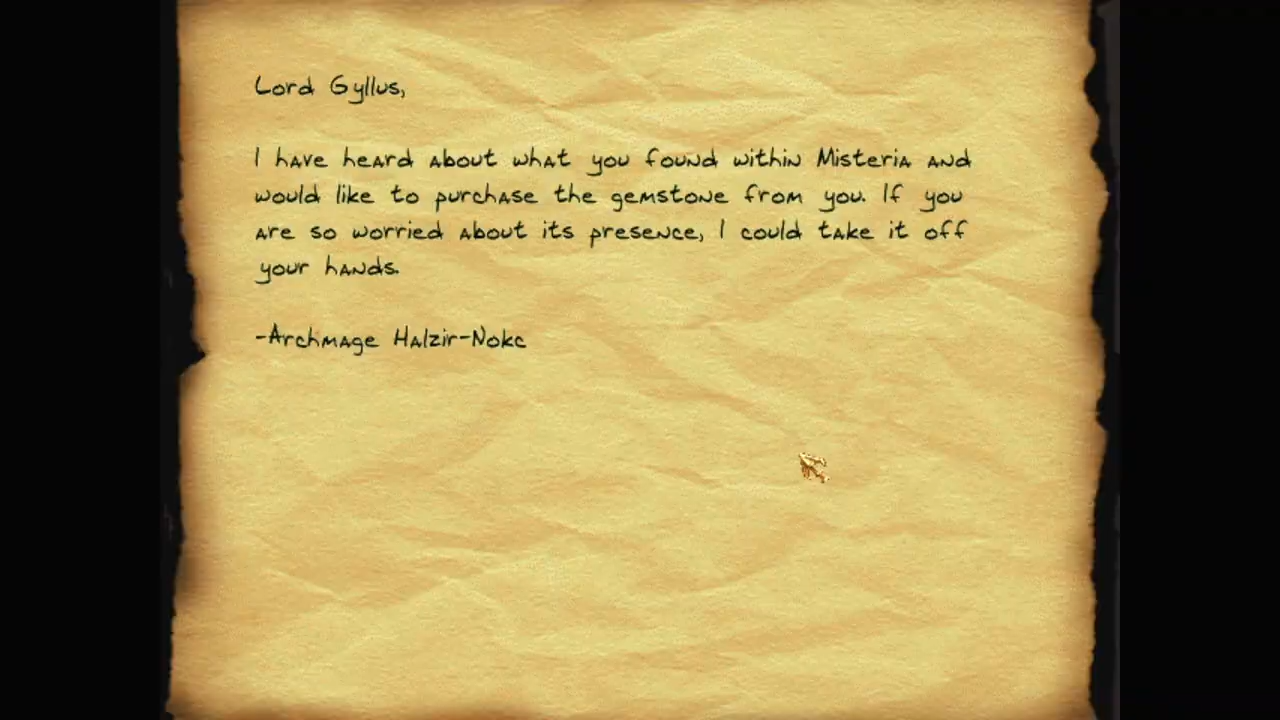 Lord Gyllus,
I have heard about what you found within Misteria and
would like to purchase the gemstone from you. If you
are so worried about its presence, I could take it off
your hands.
-Archmage Halzir-Nokc